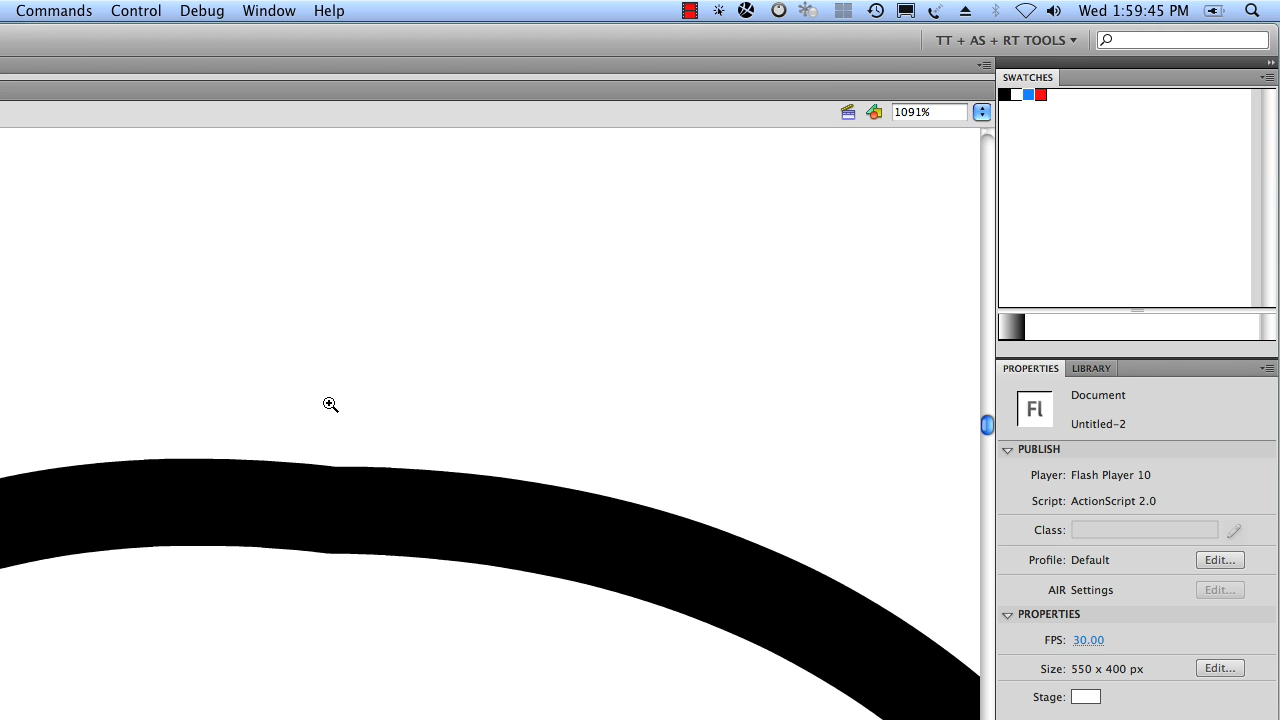 Commands Control Debug Window Help Wed 1:59:45 PM
TT + AS + RT TOOLS
SWATCHES
1091%
PROPERTIES LIBRARY
Fl
Document
Untitled-2
PUBLISH
Player: Flash Player 10
Script: ActionScript 2.0
Class:
Profile: Default Edit...
AIR Settings Edit...
PROPERTIES
FPS: 30.00
Size: 550 x 400 px Edit...
Stage: